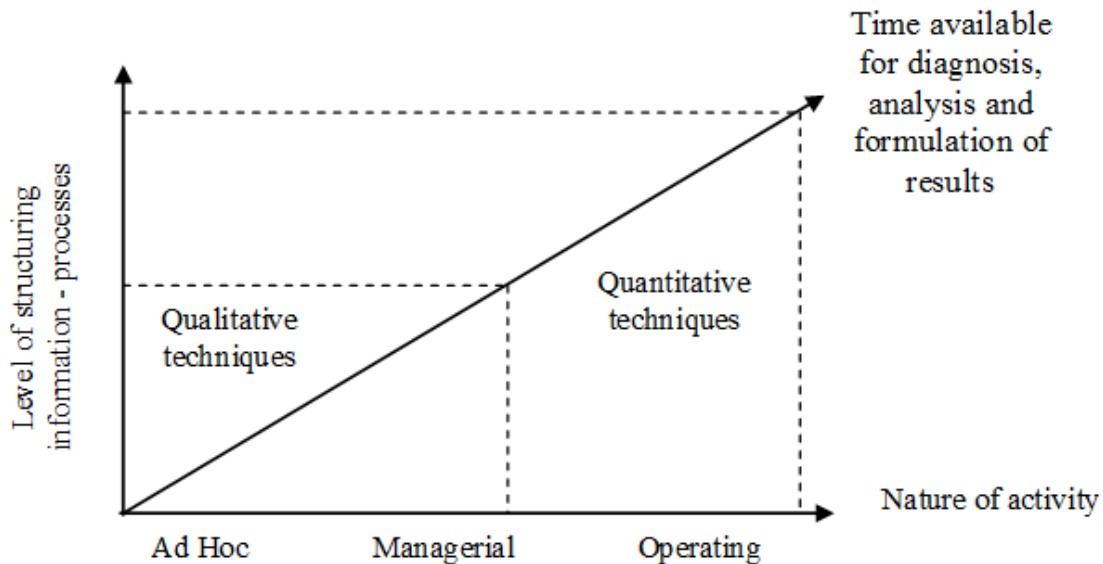 Time available
for diagnosis,
analysis and
formulation of
results
Level of structuring
information - processes
Qualitative
techniques
Quantitative
techniques
Nature of activity
Ad Hoc
Managerial
Operating